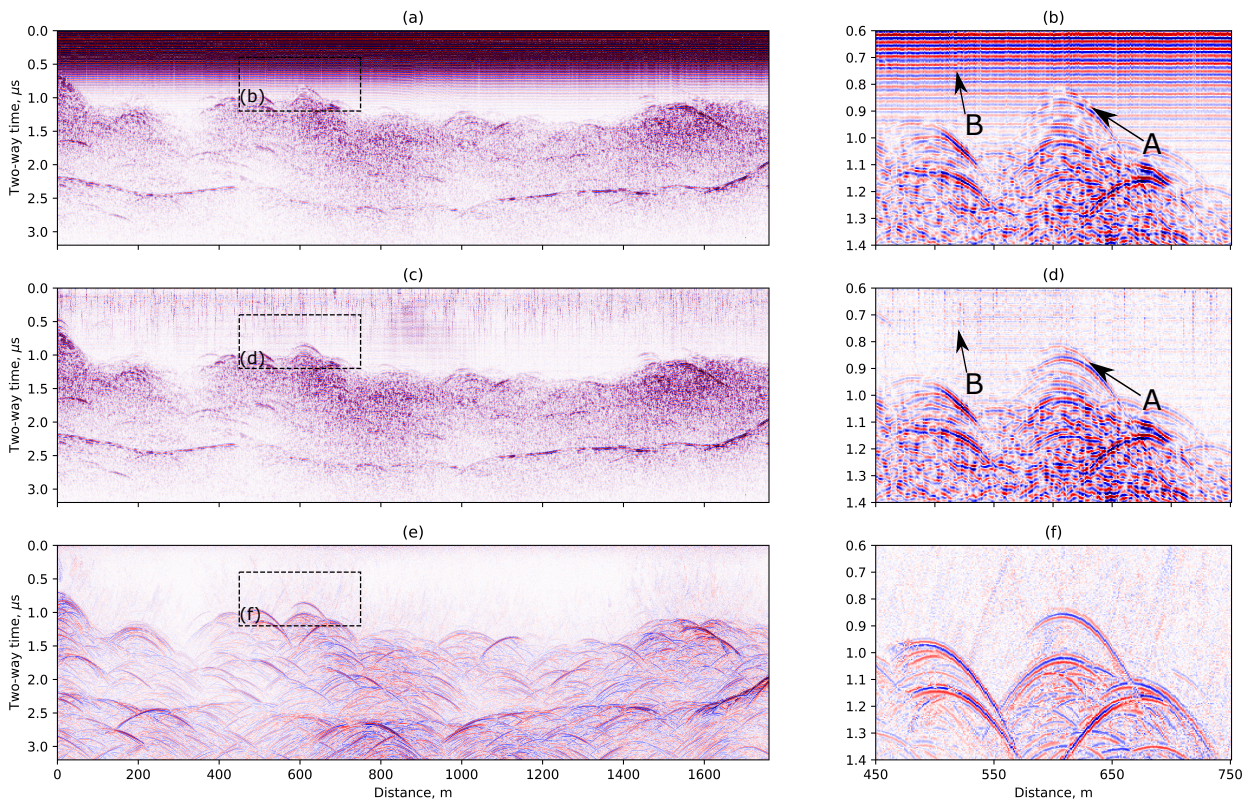 (a)
(b)
0.0
0.5
1.0
1.5
2.0
2.5
3.0
Two-way time, μs
(b)
0.6
0.7
0.8
0.9
1.0
1.1
1.2
1.3
1.4
B
A
(c)
(d)
0.0
0.5
1.0
1.5
2.0
2.5
3.0
Two-way time, μs
(d)
0.6
0.7
0.8
0.9
1.0
1.1
1.2
1.3
1.4
B
A
(e)
(f)
0.0
0.5
1.0
1.5
2.0
2.5
3.0
Two-way time, μs
(f)
0 200 400 600 800 1000 1200 1400 1600
Distance, m
0.6
0.7
0.8
0.9
1.0
1.1
1.2
1.3
1.4
450 550 650 750
Distance, m